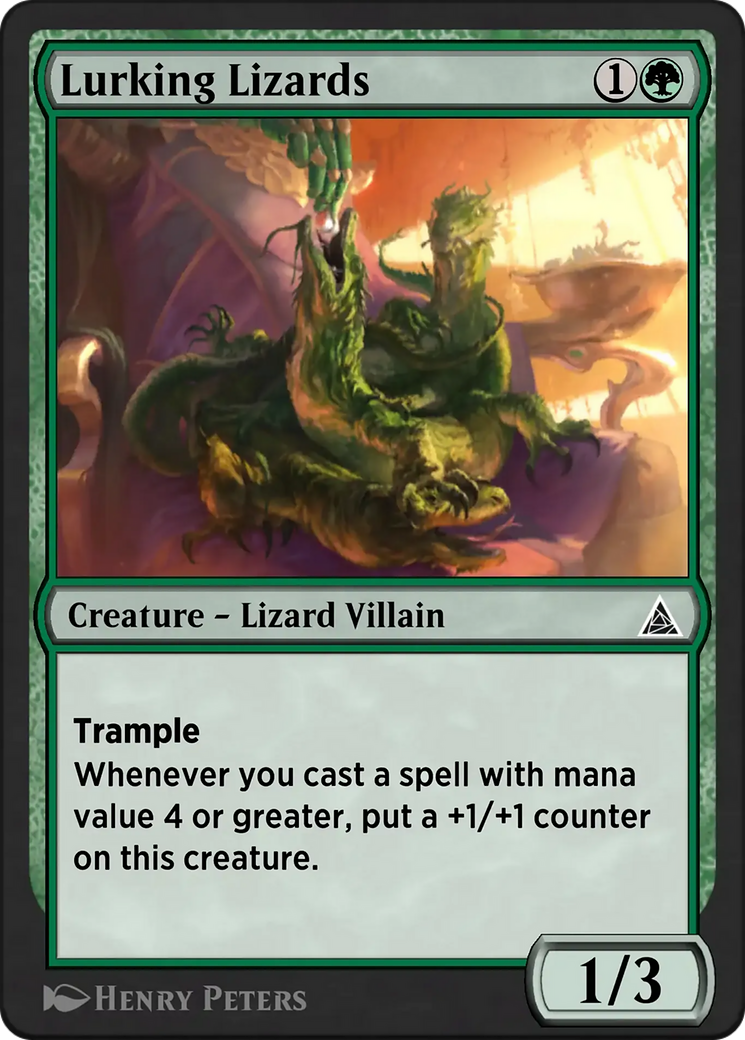 Lurking Lizards 1
Creature – Lizard Villain
Trample
Whenever you cast a spell with mana
value 4 or greater, put a +1/+1 counter
on this creature.
1/3
Henry Peters